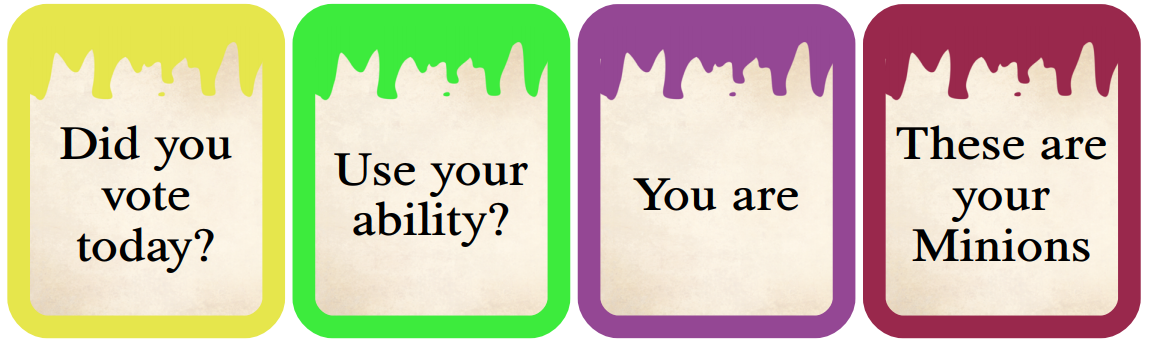 Did you
vote
today?
Use your
ability?
You are
These are
your
Minions